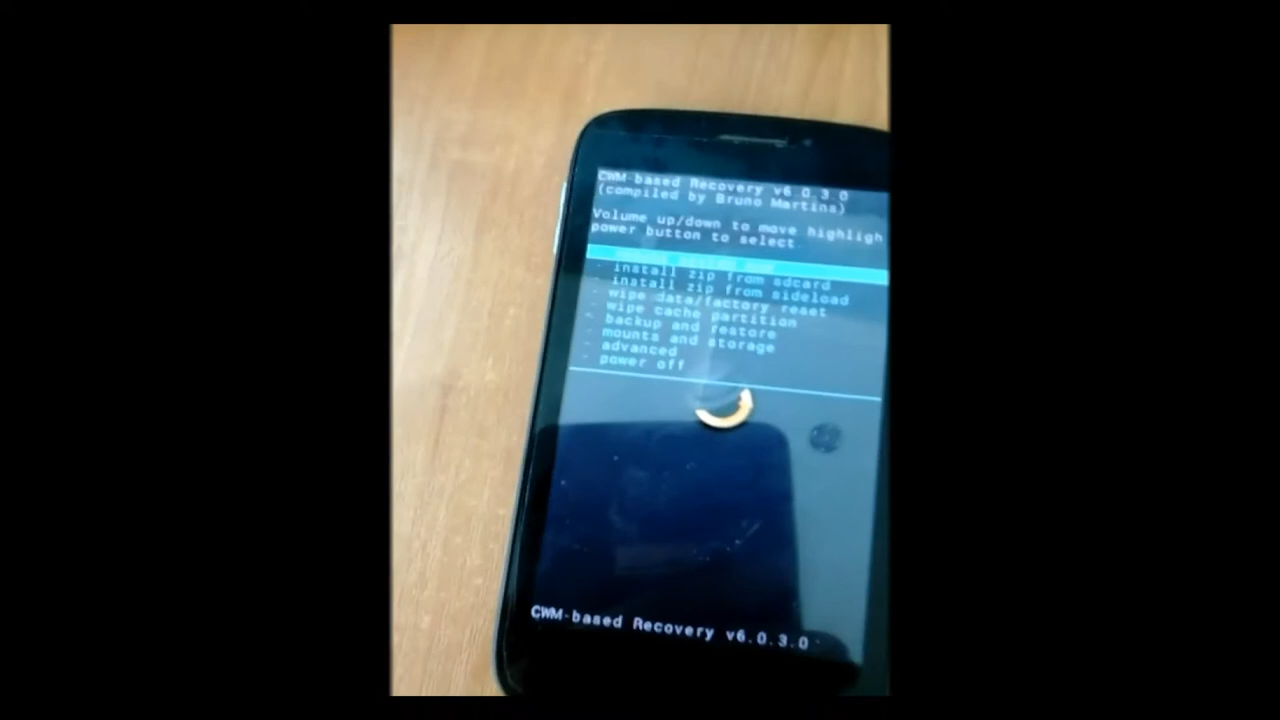 CWM-based Recovery v6.0.3.0
(compiled by Bruno Martins)
Volume up/down to move highligh
power button to select
- install zip from sdcard
- install zip from sideload
- wipe data/factory reset
- wipe cache partition
- backup and restore
- mounts and storage
- advanced
- power off
CWM-based Recovery v6.0.3.0